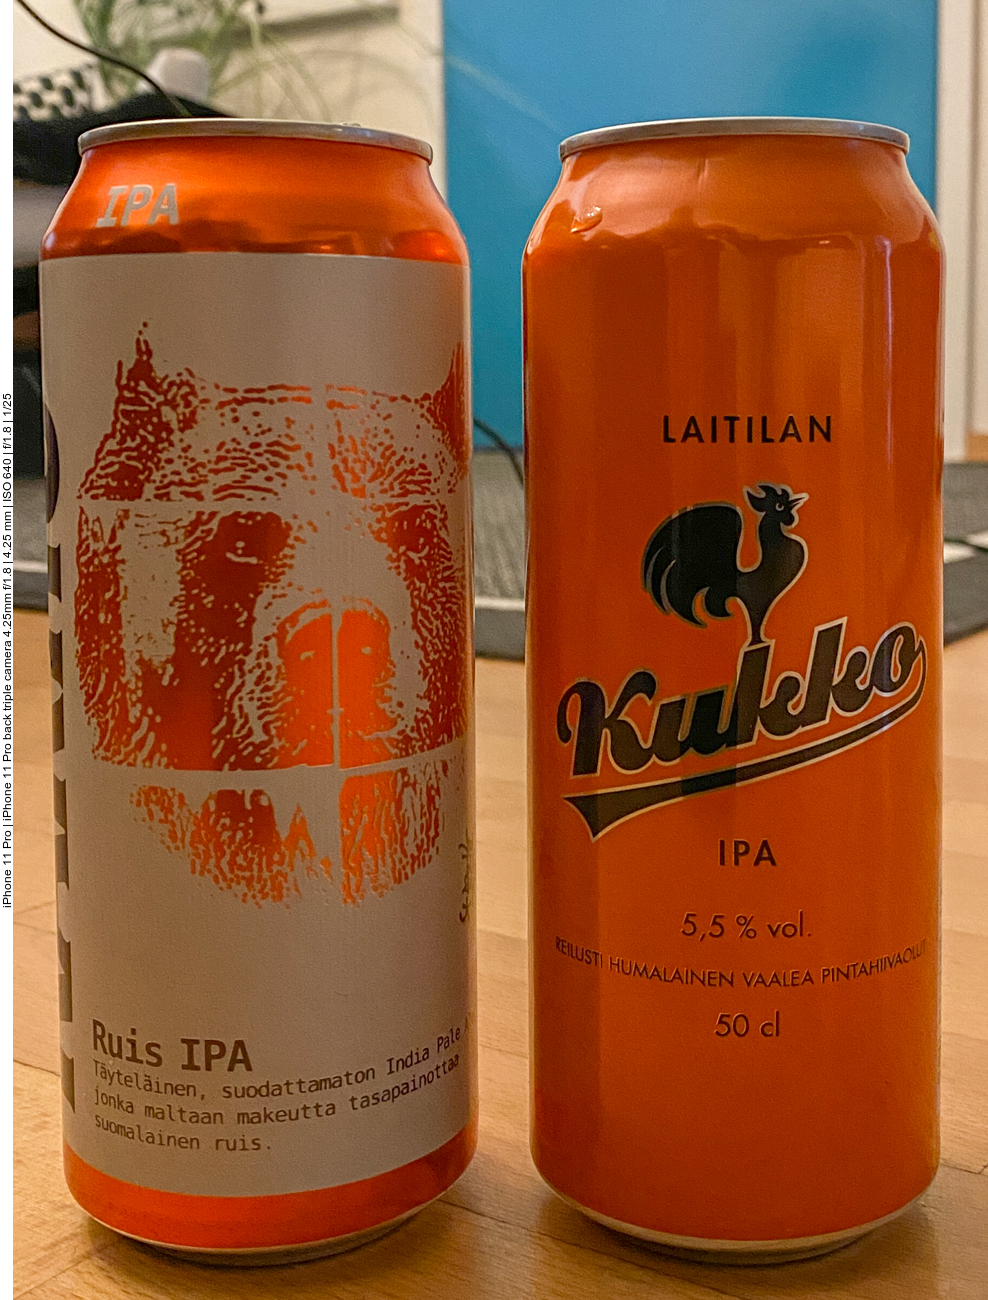 iPhone 11 Pro | iPhone 11 Pro back triple camera 4.25mm f/1.8 | 4.25 mm | ISO 640 | f/1.8 | 1/25
IPA
Ruis IPA
Täyteläinen, suodattamaton India Pale
jonka maltaan makeutta tasapainottaa
suomalainen ruis.
LAITILAN
Kukko
IPA
5,5 % vol.
REILUSTI HUMALAINEN VAALEA PINTAHIIVAOLUT
50 cl